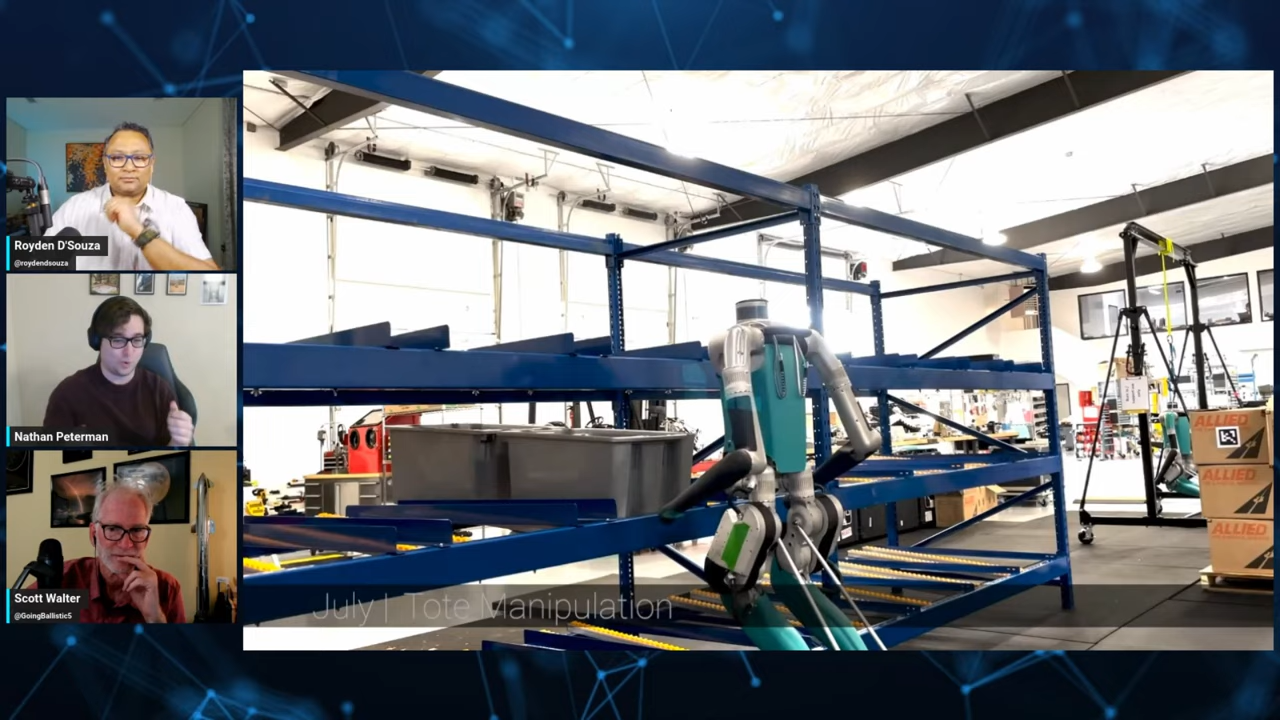 Royden D'Souza
@roydendsouza
Nathan Peterman
Scott Walter
@GoingBallistic5
July | Tote Manipulation
ALLIED
ALLIED
ALLIED